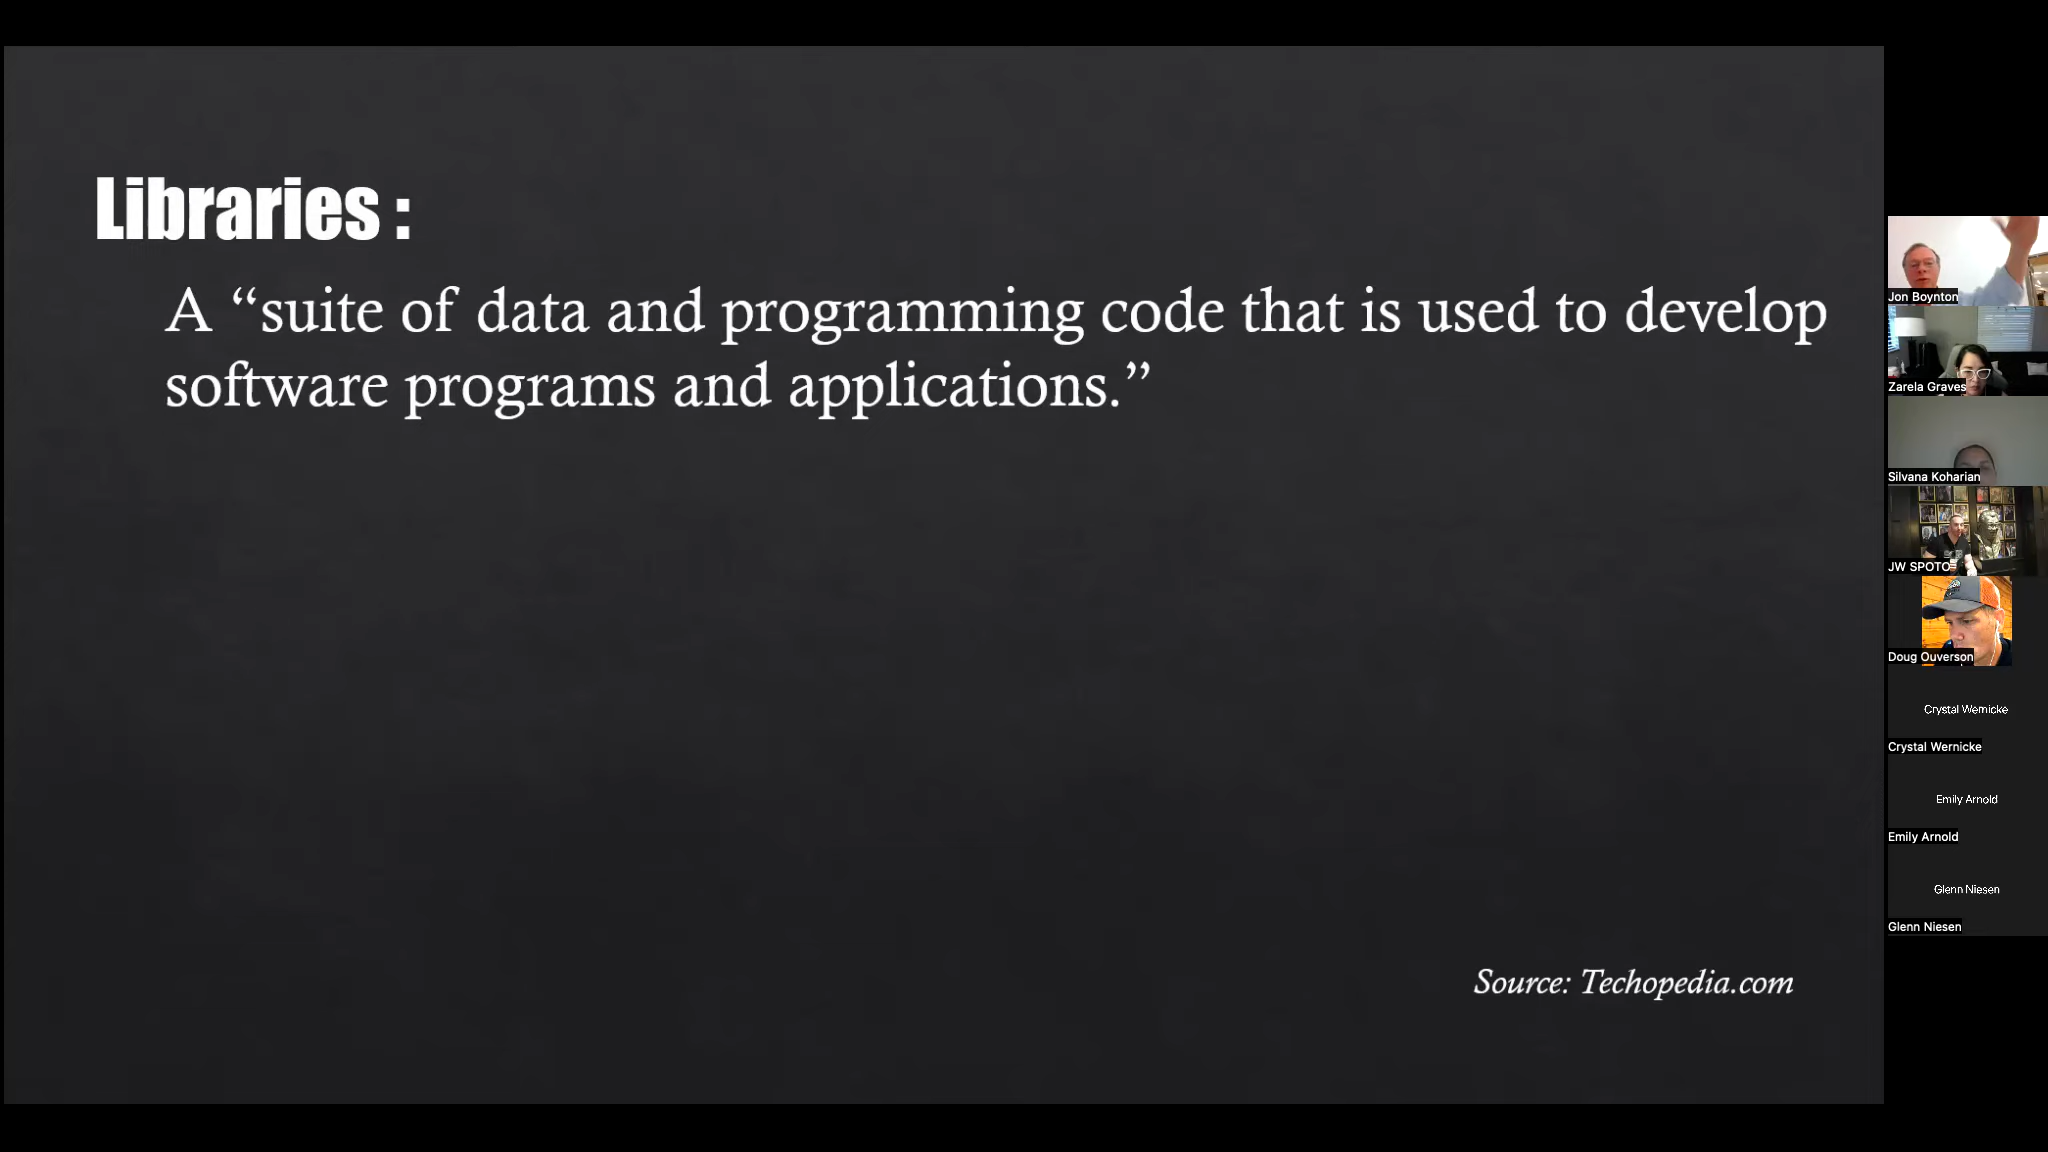 Libraries :
A “suite of data and programming code that is used to develop
software programs and applications.”
Source: Techopedia.com
Jon Boynton
Zarela Graves
Silvana Koharian
JW SPOTO
Doug Ouverson
Crystal Wernicke
Crystal Wernicke
Emily Arnold
Emily Arnold
Glenn Niesen
Glenn Niesen